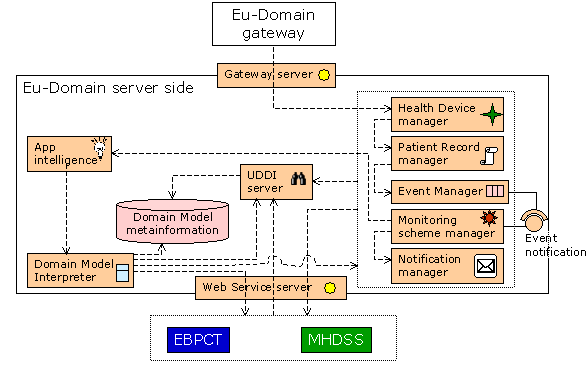 Eu-Domain
gateway
Gateway server
Eu-Domain server side
Health Device
manager
App
intelligence
Patient Record
manager
UDDI
server
Event Manager
Domain Model
metainformation
Monitoring
scheme manager
Event
notification
Domain Model
Interpreter
Notification
manager
Web Service server
EBPCT
MHDSS